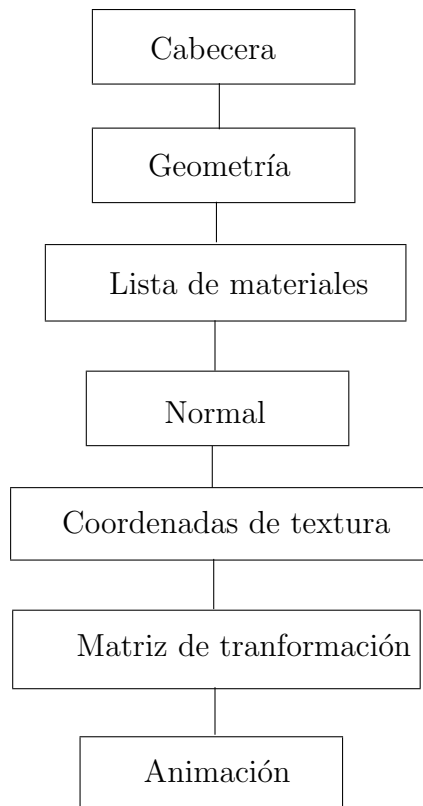 Cabecera
Geometría
Lista de materiales
Normal
Coordenadas de textura
Matriz de tranformación
Animación